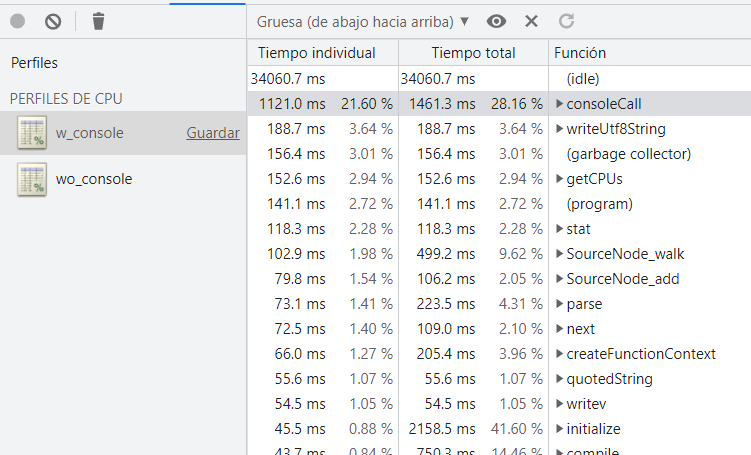 Gruesa (de abajo hacia arriba) ▼
Perfiles
PERFILES DE CPU
w_console Guardar
wo_console
Tiempo individual Tiempo total Función
34060.7 ms 34060.7 ms (idle)
1121.0 ms 21.60 % 1461.3 ms 28.16 % consoleCall
188.7 ms 3.64 % 188.7 ms 3.64 % writeUtf8String
156.4 ms 3.01 % 156.4 ms 3.01 % (garbage collector)
152.6 ms 2.94 % 152.6 ms 2.94 % getCPUs
141.1 ms 2.72 % 141.1 ms 2.72 % (program)
118.3 ms 2.28 % 118.3 ms 2.28 % stat
102.9 ms 1.98 % 499.2 ms 9.62 % SourceNode_walk
79.8 ms 1.54 % 106.2 ms 2.05 % SourceNode_add
73.1 ms 1.41 % 223.5 ms 4.31 % parse
72.5 ms 1.40 % 109.0 ms 2.10 % next
66.0 ms 1.27 % 205.4 ms 3.96 % createFunctionContext
55.6 ms 1.07 % 55.6 ms 1.07 % quotedString
54.5 ms 1.05 % 54.5 ms 1.05 % writev
45.5 ms 0.88 % 2158.5 ms 41.60 % initialize
43.7 ms 0.84 % 750.3 ms 14.46 % compile